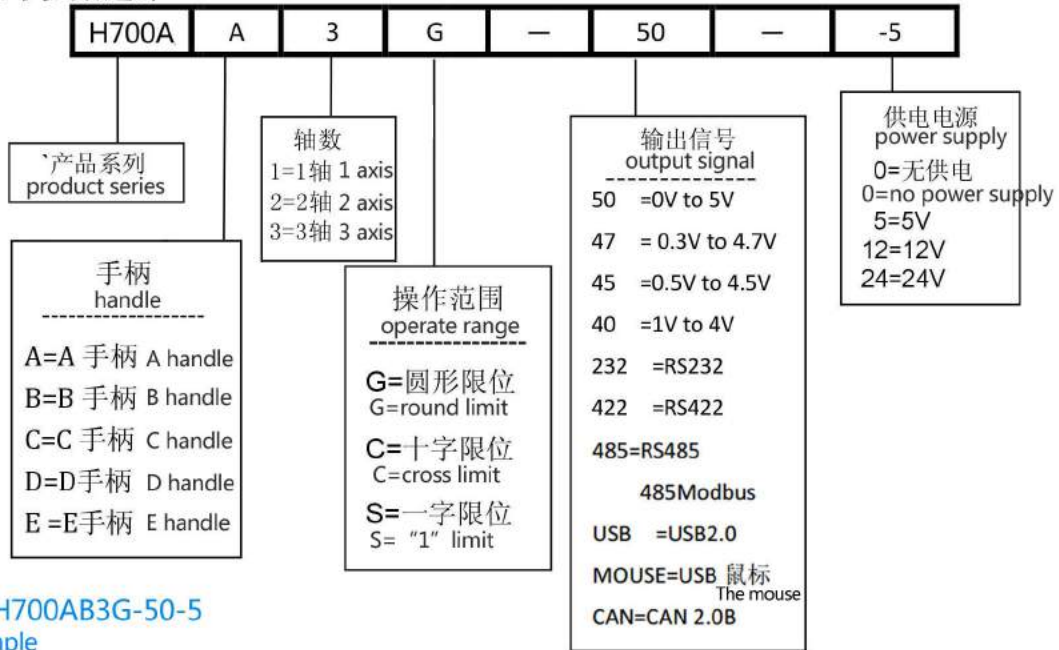 H700A A 3 G — 50 — -5
`产品系列
product series
手柄
handle
A=A 手柄 A handle
B=B 手柄 B handle
C=C 手柄 C handle
D=D手柄 D handle
E =E手柄 E handle
轴数
1=1轴 1 axis
2=2轴 2 axis
3=3轴 3 axis
操作范围
operate range
G=圆形限位
G=round limit
C=十字限位
C=cross limit
S=一字限位
S= “1” limit
输出信号
output signal
50 =0V to 5V
47 = 0.3V to 4.7V
45 =0.5V to 4.5V
40 =1V to 4V
232 =RS232
422 =RS422
485=RS485
485Modbus
USB =USB2.0
MOUSE=USB 鼠标
The mouse
CAN=CAN 2.0B
供电电源
power supply
0=无供电
0=no power supply
5=5V
12=12V
24=24V
H700AB3G-50-5